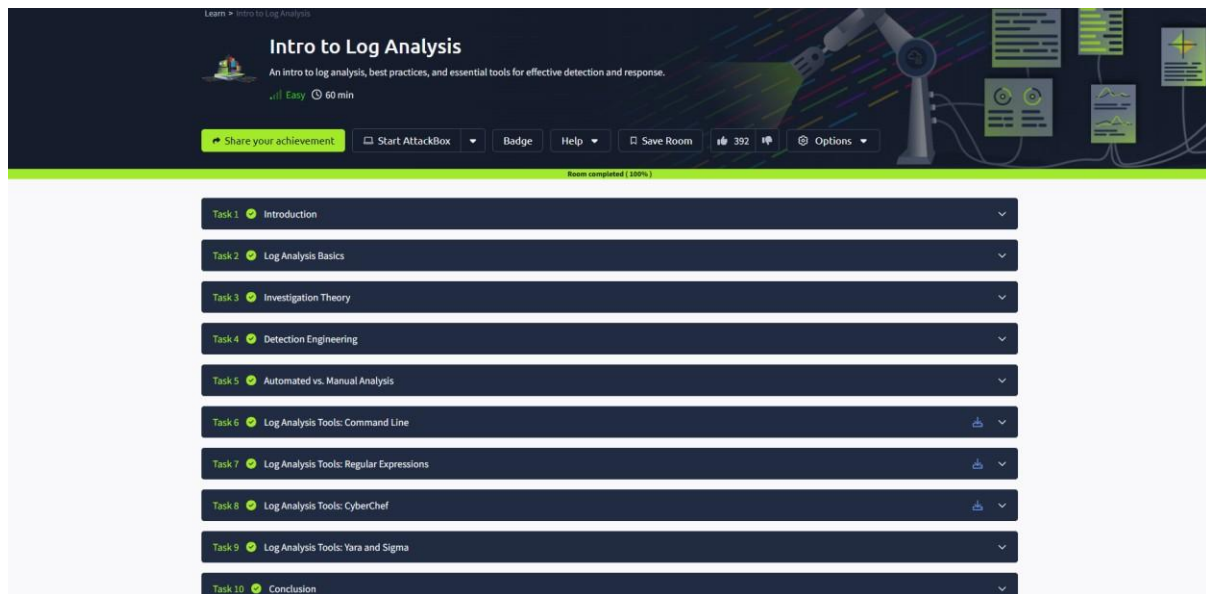 Learn > Intro to Log Analysis
Intro to Log Analysis
An intro to log analysis, best practices, and essential tools for effective detection and response.
Easy 60 min
Share your achievement Start AttackBox Badge Help Save Room 392 Options
Room completed ( 100% )
Task 1 Introduction
Task 2 Log Analysis Basics
Task 3 Investigation Theory
Task 4 Detection Engineering
Task 5 Automated vs. Manual Analysis
Task 6 Log Analysis Tools: Command Line
Task 7 Log Analysis Tools: Regular Expressions
Task 8 Log Analysis Tools: CyberChef
Task 9 Log Analysis Tools: Yara and Sigma
Task 10 Conclusion